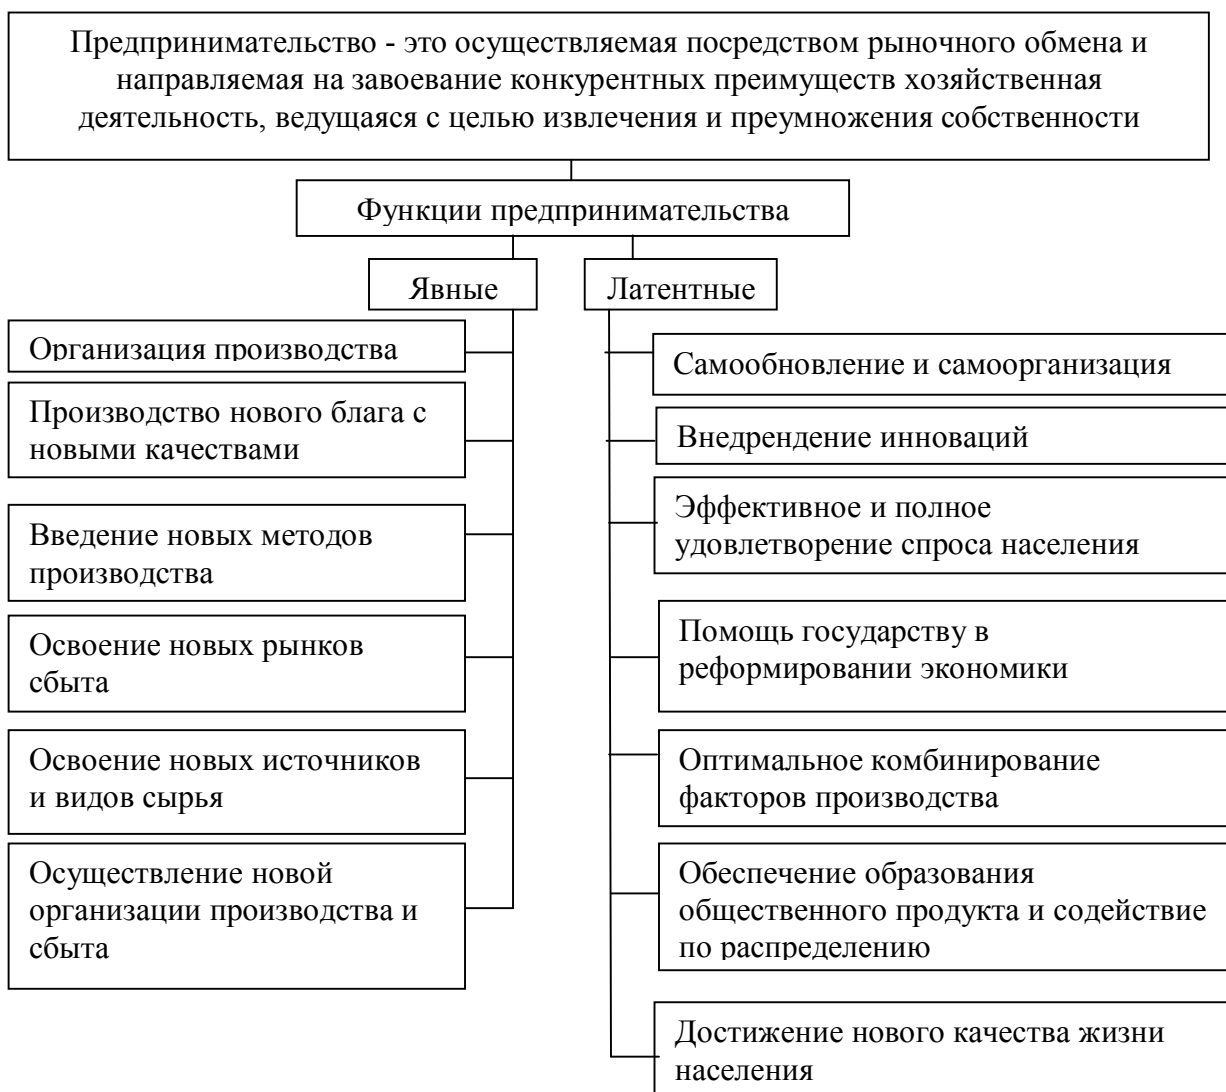 Предпринимательство - это осуществляемая посредством рыночного обмена и
направляемая на завоевание конкурентных преимуществ хозяйственная
деятельность, ведущаяся с целью извлечения и преумножения собственности
Функции предпринимательства
Явные
Латентные
Организация производства
Производство нового блага с
новыми качествами
Введение новых методов
производства
Освоение новых рынков
сбыта
Освоение новых источников
и видов сырья
Осуществление новой
организации производства и
сбыта
Самообновление и самоорганизация
Внедрендение инноваций
Эффективное и полное
удовлетворение спроса населения
Помощь государству в
реформировании экономики
Оптимальное комбинирование
факторов производства
Обеспечение образования
общественного продукта и содействие
по распределению
Достижение нового качества жизни
населения